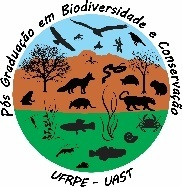 Pós Graduação em Biodiversidade e Conservação
UFRPE - UAST